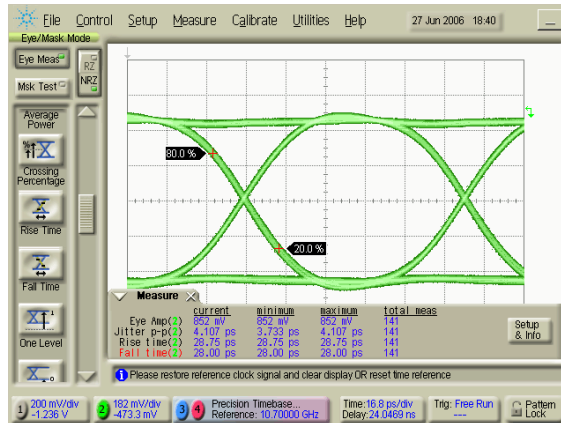 File Control Setup Measure Calibrate Utilities Help 27 Jun 2006 18:40
Eye/Mask Mode
Eye Meas
RZ
NRZ
Msk Test
Average
Power
Crossing
Percentage
Rise Time
Fall Time
One Level
80.0 %
20.0 %
Measure
current minimum maximum total meas
Eye Amp(2) 852 mV 852 mV 852 mV 141
Jitter p-p(2) 4.107 ps 3.733 ps 4.107 ps 141
Rise time(2) 28.75 ps 28.75 ps 28.75 ps 141
Fall time(2) 28.00 ps 28.00 ps 28.00 ps 141
Setup
& Info
Please restore reference clock signal and clear display OR reset time reference
1 200 mV/div
-1.236 V
2 182 mV/div
-473.3 mV
3 4 Precision Timebase...
Reference: 10.70000 GHz
Time:16.8 ps/div
Delay:24.0469 ns
Trig: Free Run
---
Pattern
Lock